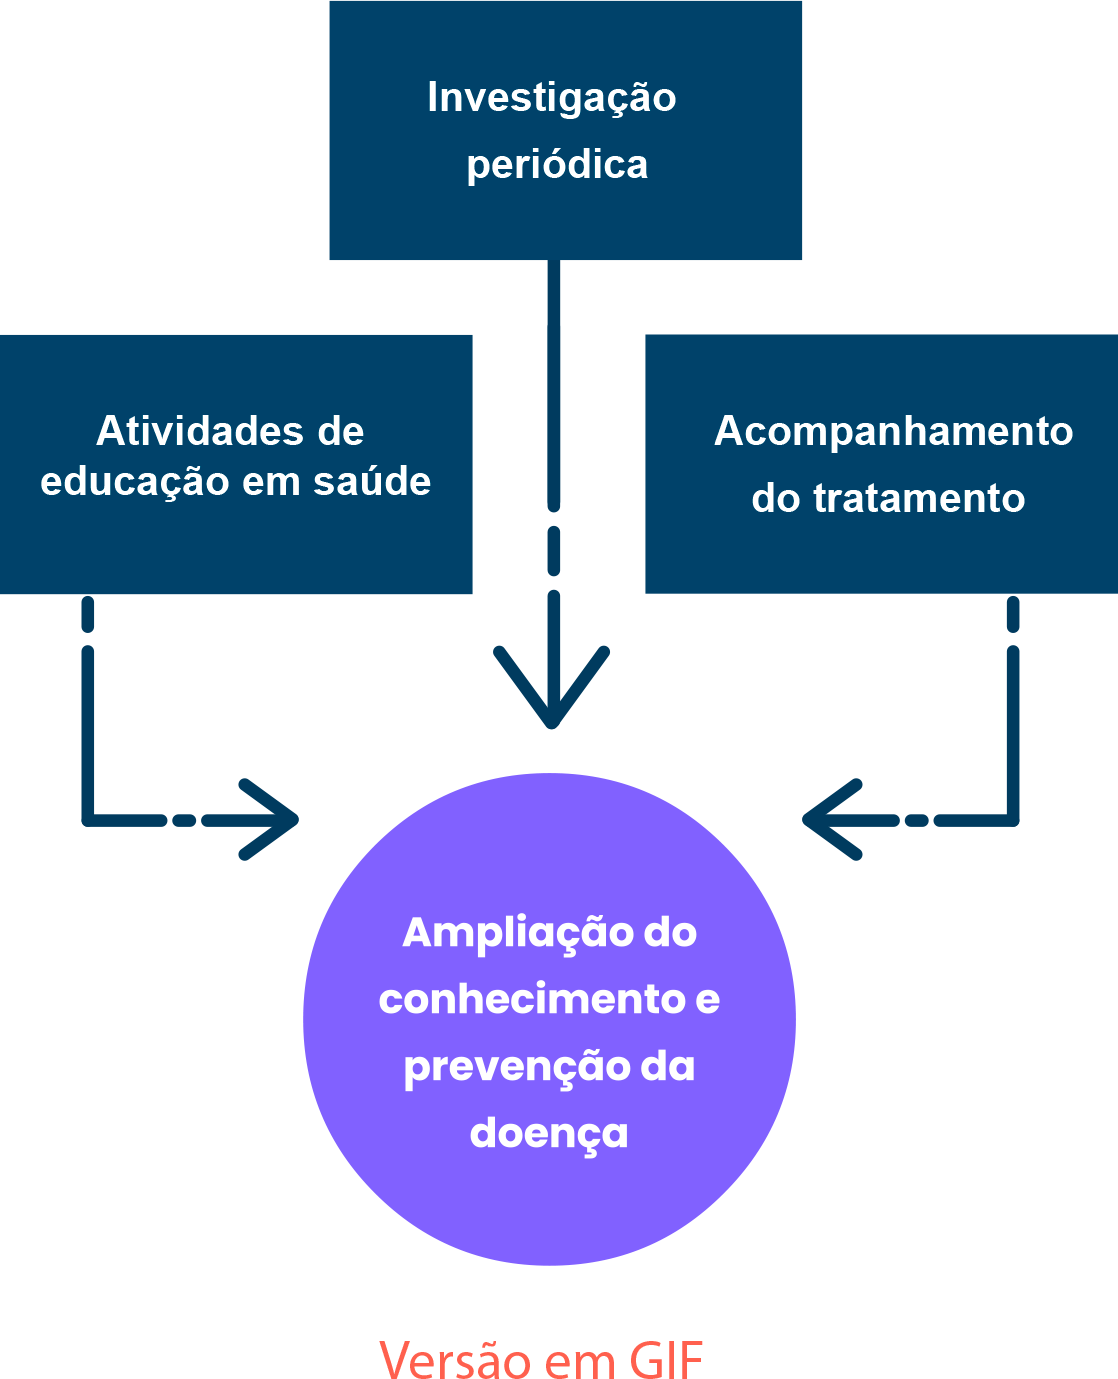 Investigação
periódica
Atividades de
educação em saúde
Acompanhamento
do tratamento
Ampliação do
conhecimento e
prevenção da
doença
Versão em GIF